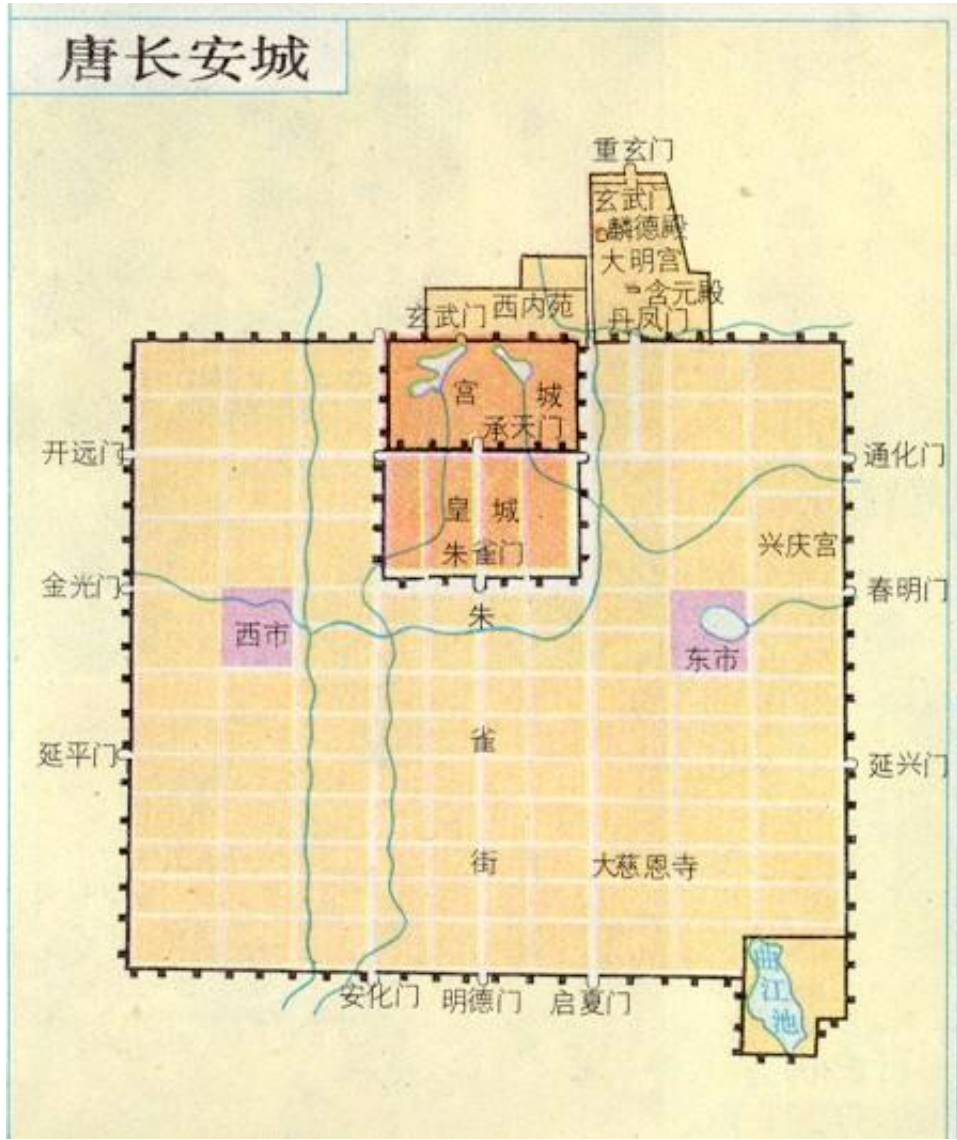 唐长安城
重玄门
玄武门
麟德殿
大明宫
含元殿
丹凤门
西内苑
玄武门
宫城
承天门
开远门
通化门
皇城
朱雀门
兴庆宫
金光门
春明门
朱雀街
西市
东市
延平门
延兴门
大慈恩寺
曲江池
安化门
明德门
启夏门